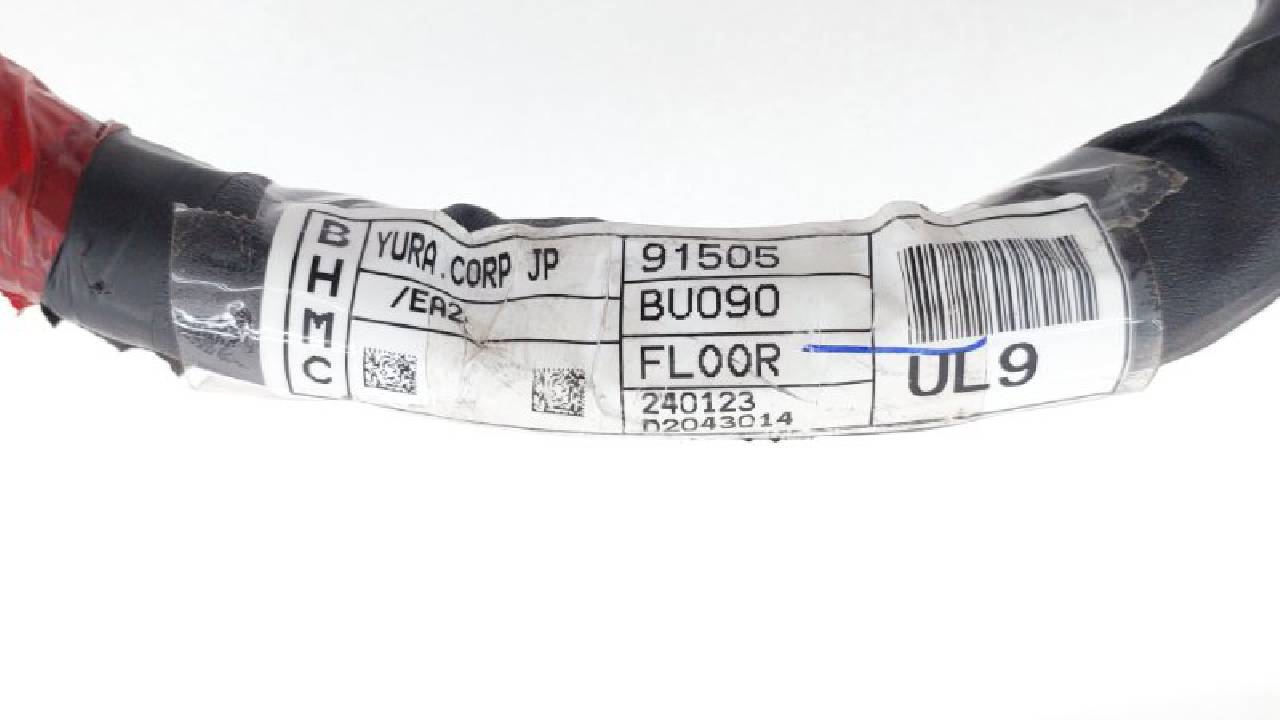 BHMC
YURA.CORP JP
/EA2
91505
BU090
FLOOR
240123
D2043014
UL9